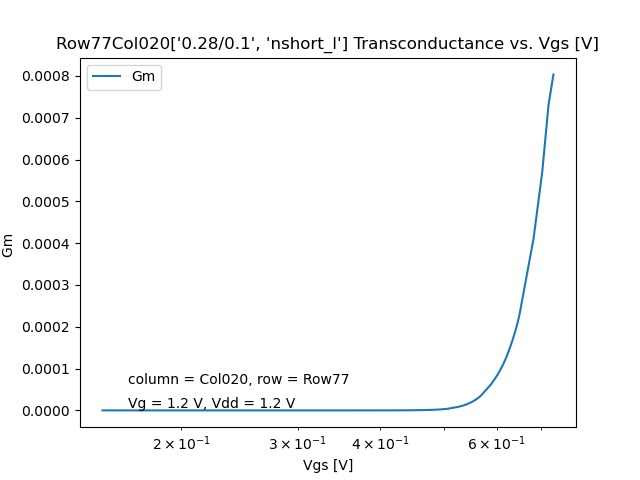 Row77Col020['0.28/0.1', 'nshort_l'] Transconductance vs. Vgs [V]
Gm
0.0008
0.0007
0.0006
0.0005
0.0004
0.0003
0.0002
0.0001
0.0000
Gm
column = Col020, row = Row77
Vg = 1.2 V, Vdd = 1.2 V
2 × 10⁻¹ 3 × 10⁻¹ 4 × 10⁻¹ 6 × 10⁻¹
Vgs [V]